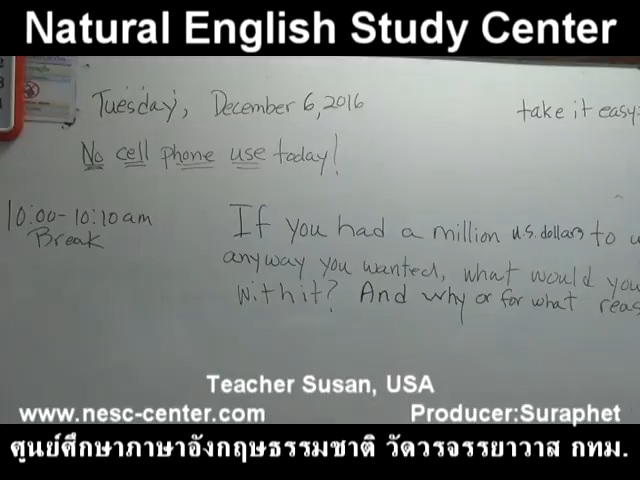 Natural English Study Center
Tuesday, December 6, 2016
take it easy=
No cell phone use today!
10:00-10:10am
Break
If you had a million u.s. dollars to
anyway you wanted, what would you
with it? And why or for what reas
Teacher Susan, USA
www.nesc-center.com
Producer:Suraphet
ศูนย์ศึกษาภาษาอังกฤษธรรมชาติ วัดวรจรรยาวาส กทม.